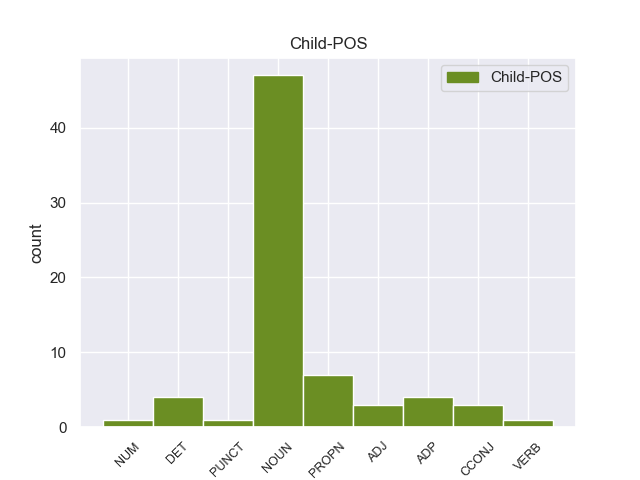 Child-POS
Child-POS
count
40
30
20
10
0
NUM DET PUNCT NOUN PROPN ADJ ADP CCONJ VERB